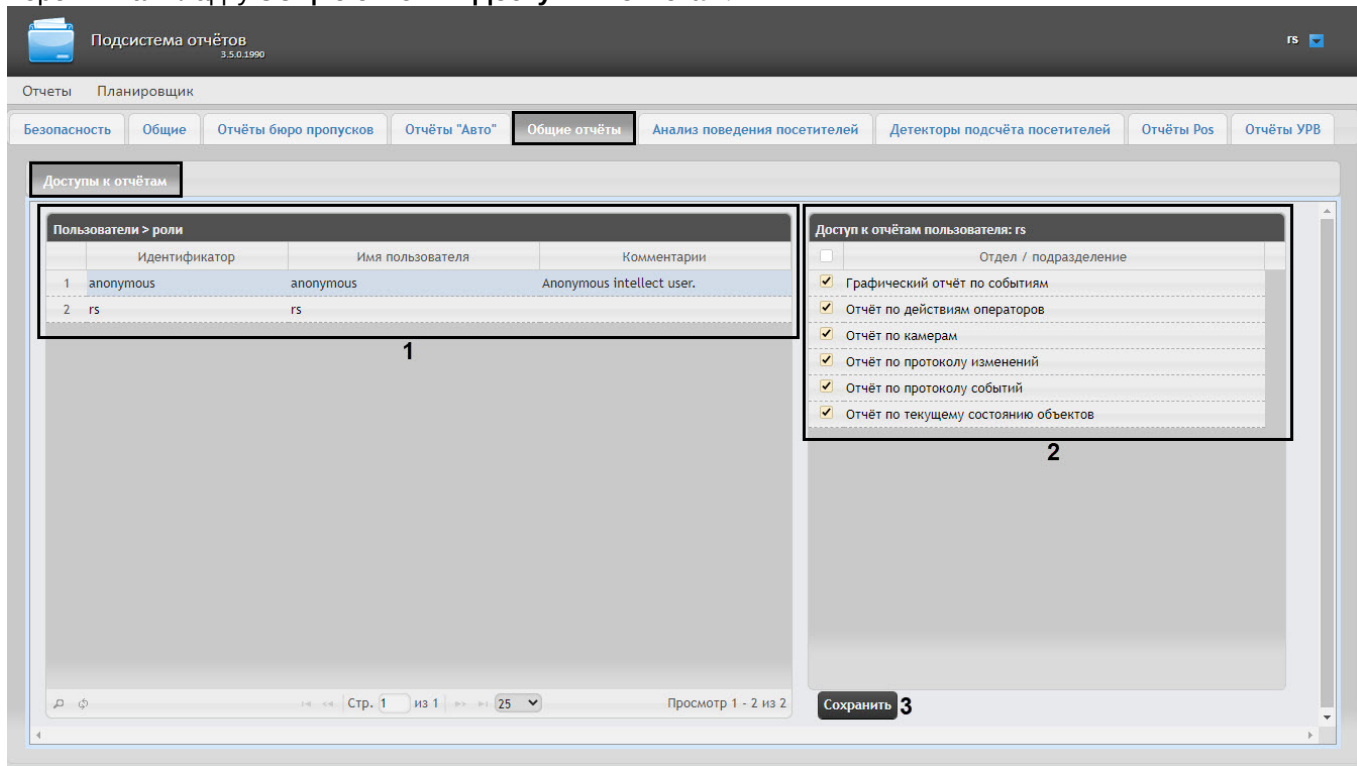 Подсистема отчётов
3.5.0.1990
rs
Отчеты Планировщик
Безопасность Общие Отчёты бюро пропусков Отчёты "Авто" Общие отчёты Анализ поведения посетителей Детекторы подсчёта посетителей Отчёты Pos Отчёты УРВ
Доступы к отчётам
Пользователи > роли
Идентификатор Имя пользователя Комментарии
1 anonymous anonymous Anonymous intellect user.
2 rs rs
1
Доступ к отчётам пользователя: rs
Отдел / подразделение
Графический отчёт по событиям
Отчёт по действиям операторов
Отчёт по камерам
Отчёт по протоколу изменений
Отчёт по протоколу событий
Отчёт по текущему состоянию объектов
2
Стр. 1 из 1 25 Просмотр 1 - 2 из 2
Сохранить 3